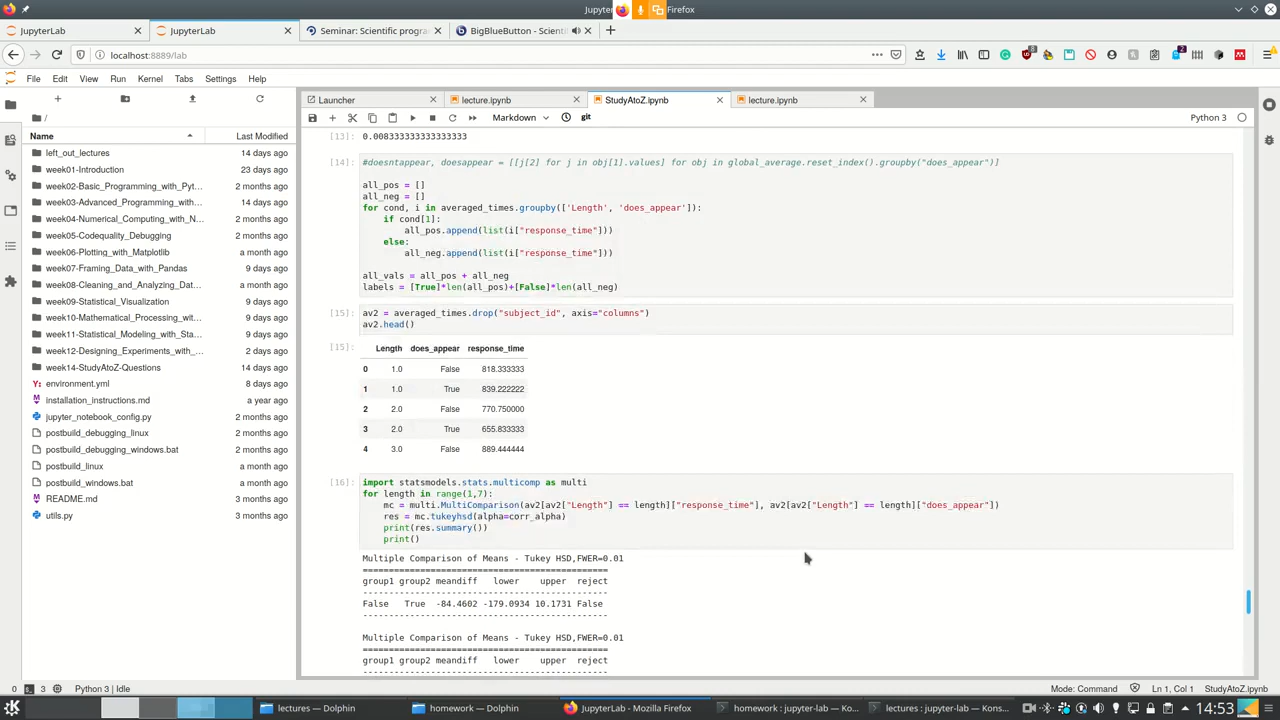 Jupyter
Firefox
JupyterLab
JupyterLab
Seminar: Scientific progra
BigBlueButton - Scienti
localhost:8889/lab
File Edit View Run Kernel Tabs Settings Help
Launcher
lecture.ipynb
StudyAtoZ.ipynb
lecture.ipynb
/
Markdown
git
Python 3
Name
Last Modified
left_out_lectures 14 days ago
week01-Introduction 23 days ago
week02-Basic_Programming_with_Pyt... 2 months ago
week03-Advanced_Programming_with... 14 days ago
week04-Numerical_Computing_with_N... 2 months ago
week05-Codequality_Debugging 2 months ago
week06-Plotting_with_Matplotlib a month ago
week07-Framing_Data_with_Pandas 9 days ago
week08-Cleaning_and_Analyzing_Dat... a month ago
week09-Statistical_Visualization 9 days ago
week10-Mathematical_Processing_wit... 9 days ago
week11-Statistical_Modeling_with_Sta... 9 days ago
week12-Designing_Experiments_with_... 2 days ago
week14-StudyAtoZ-Questions 14 days ago
environment.yml 8 days ago
installation_instructions.md a year ago
jupyter_notebook_config.py 2 months ago
postbuild_debugging_linux 2 months ago
postbuild_debugging_windows.bat 2 months ago
postbuild_linux a month ago
postbuild_windows.bat a month ago
README.md 3 months ago
utils.py 3 months ago
[13]: 0.008333333333333333
[14]: #doesntappear, doesappear = [[j[2] for j in obj[1].values] for obj in global_average.reset_index().groupby("does_appear")]
all_pos = []
all_neg = []
for cond, i in averaged_times.groupby(['Length', 'does_appear']):
if cond[1]:
all_pos.append(list(i["response_time"]))
else:
all_neg.append(list(i["response_time"]))
all_vals = all_pos + all_neg
labels = [True]*len(all_pos)+[False]*len(all_neg)
[15]: av2 = averaged_times.drop("subject_id", axis="columns")
av2.head()
[15]: Length does_appear response_time
0 1.0 False 818.333333
1 1.0 True 839.222222
2 2.0 False 770.750000
3 2.0 True 655.833333
4 3.0 False 889.444444
[16]: import statsmodels.stats.multicomp as multi
for length in range(1,7):
mc = multi.MultiComparison(av2[av2["Length"] == length]["response_time"], av2[av2["Length"] == length]["does_appear"])
res = mc.tukeyhsd(alpha=corr_alpha)
print(res.summary())
print()
Multiple Comparison of Means - Tukey HSD,FWER=0.01
===============================================
group1 group2 meandiff lower upper reject
-----------------------------------------------
False True -84.4602 -179.0934 10.1731 False
-----------------------------------------------
Multiple Comparison of Means - Tukey HSD,FWER=0.01
===============================================
group1 group2 meandiff lower upper reject
-----------------------------------------------
0 3 Python 3 | Idle
Mode: Command
Ln 1, Col 1
StudyAtoZ.ipynb
lectures — Dolphin
homework — Dolphin
JupyterLab - Mozilla Firefox
homework : jupyter-lab — Ko...
lectures : jupyter-lab — Kons...
14:53